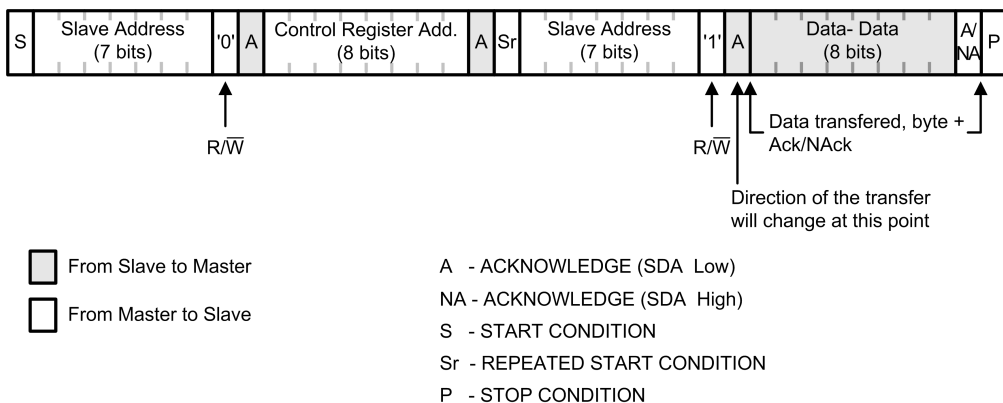 S Slave Address (7 bits) '0' A Control Register Add. (8 bits) A Sr Slave Address (7 bits) '1' A Data- Data (8 bits) A/NA P
R/W̅
R/W̅
Data transfered, byte +
Ack/NAck
Direction of the transfer
will change at this point
From Slave to Master
From Master to Slave
A - ACKNOWLEDGE (SDA Low)
NA - ACKNOWLEDGE (SDA High)
S - START CONDITION
Sr - REPEATED START CONDITION
P - STOP CONDITION